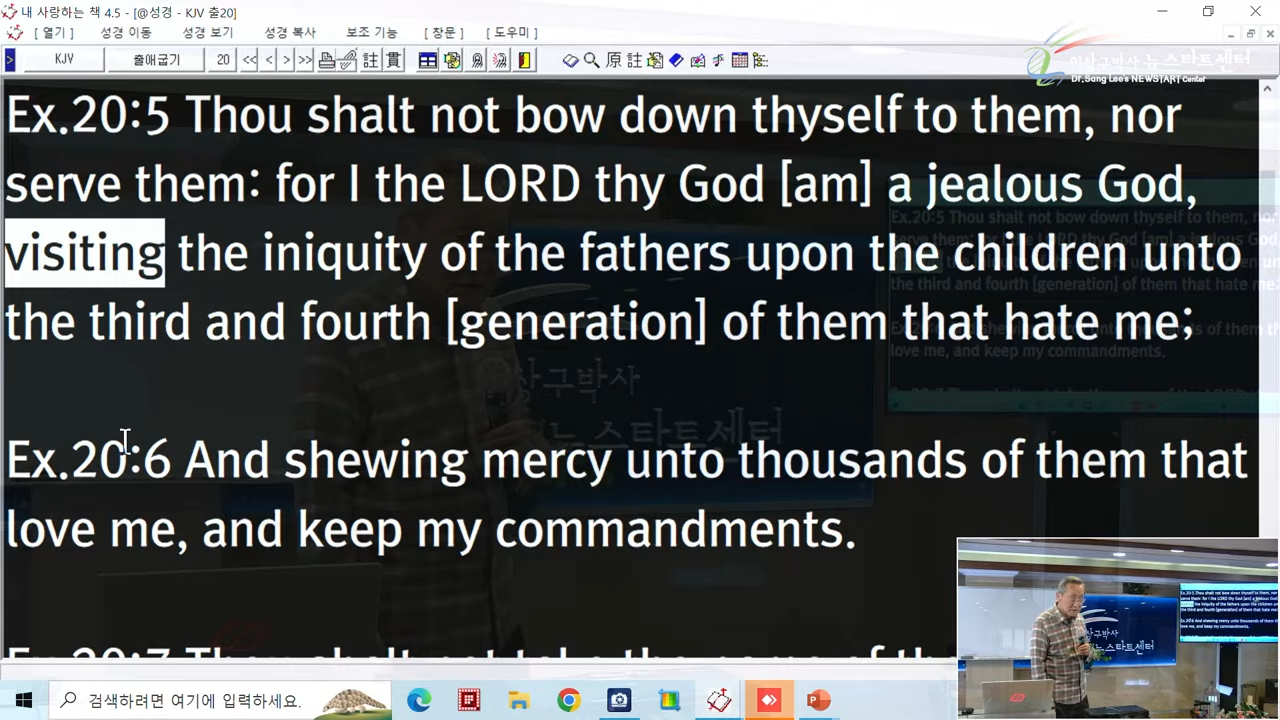 내 사랑하는 책 4.5 - [@성경 - KJV 출20]
[ 열기 ] 성경 이동 성경 보기 성경 복사 보조 기능 [ 창문 ] [ 도우미 ]
KJV 출애굽기 20 << < > >> 註 貫 原 註
이상구박사 뉴스타트센터
Dr.Sang Lee's NEWSTART Center
Ex.20:5 Thou shalt not bow down thyself to them, nor
serve them: for I the LORD thy God [am] a jealous God,
visiting the iniquity of the fathers upon the children unto
the third and fourth [generation] of them that hate me;
Ex.20:6 And shewing mercy unto thousands of them that
love me, and keep my commandments.
검색하려면 여기에 입력하세요.